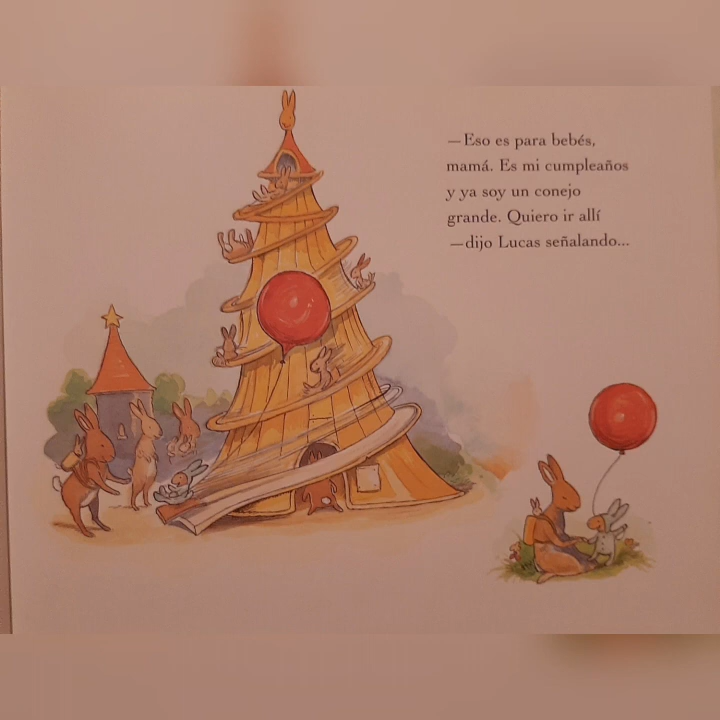 —Eso es para bebés,
mamá. Es mi cumpleaños
y ya soy un conejo
grande. Quiero ir allí
—dijo Lucas señalando...